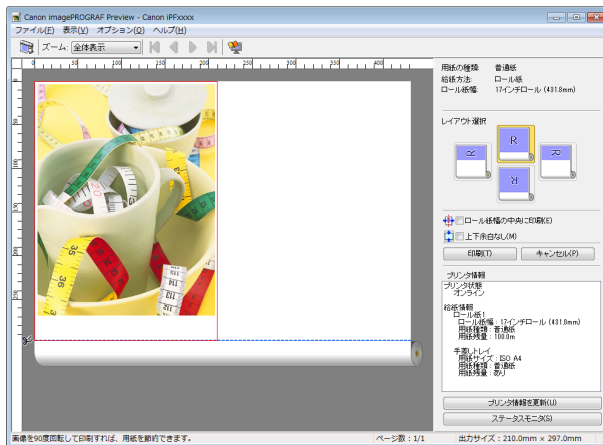 Canon imagePROGRAF Preview - Canon iPFxxxx
ファイル(F) 表示(V) オプション(O) ヘルプ(H)
ズーム: 全体表示
0 50 100 150 200 250 300 350 400
用紙の種類: 普通紙
給紙方法: ロール紙
ロール紙幅: 17インチロール (431.8mm)
レイアウト選択
R
R
R
R
ロール紙幅の中央に印刷(E)
上下余白なし(M)
印刷(T) キャンセル(P)
プリンタ情報
プリンタ状態
オンライン
給紙情報
ロール紙1
ロール紙幅 : 17インチロール (431.8mm)
用紙種類 : 普通紙
用紙残量 : 100.0m
手差しトレイ
用紙サイズ : ISO A4
用紙種類 : 普通紙
用紙残量 : あり
プリンタ情報を更新(U)
ステータスモニタ(S)
画像を90度回転して印刷すれば、用紙を節約できます。 ページ数 : 1/1 出力サイズ : 210.0mm × 297.0mm